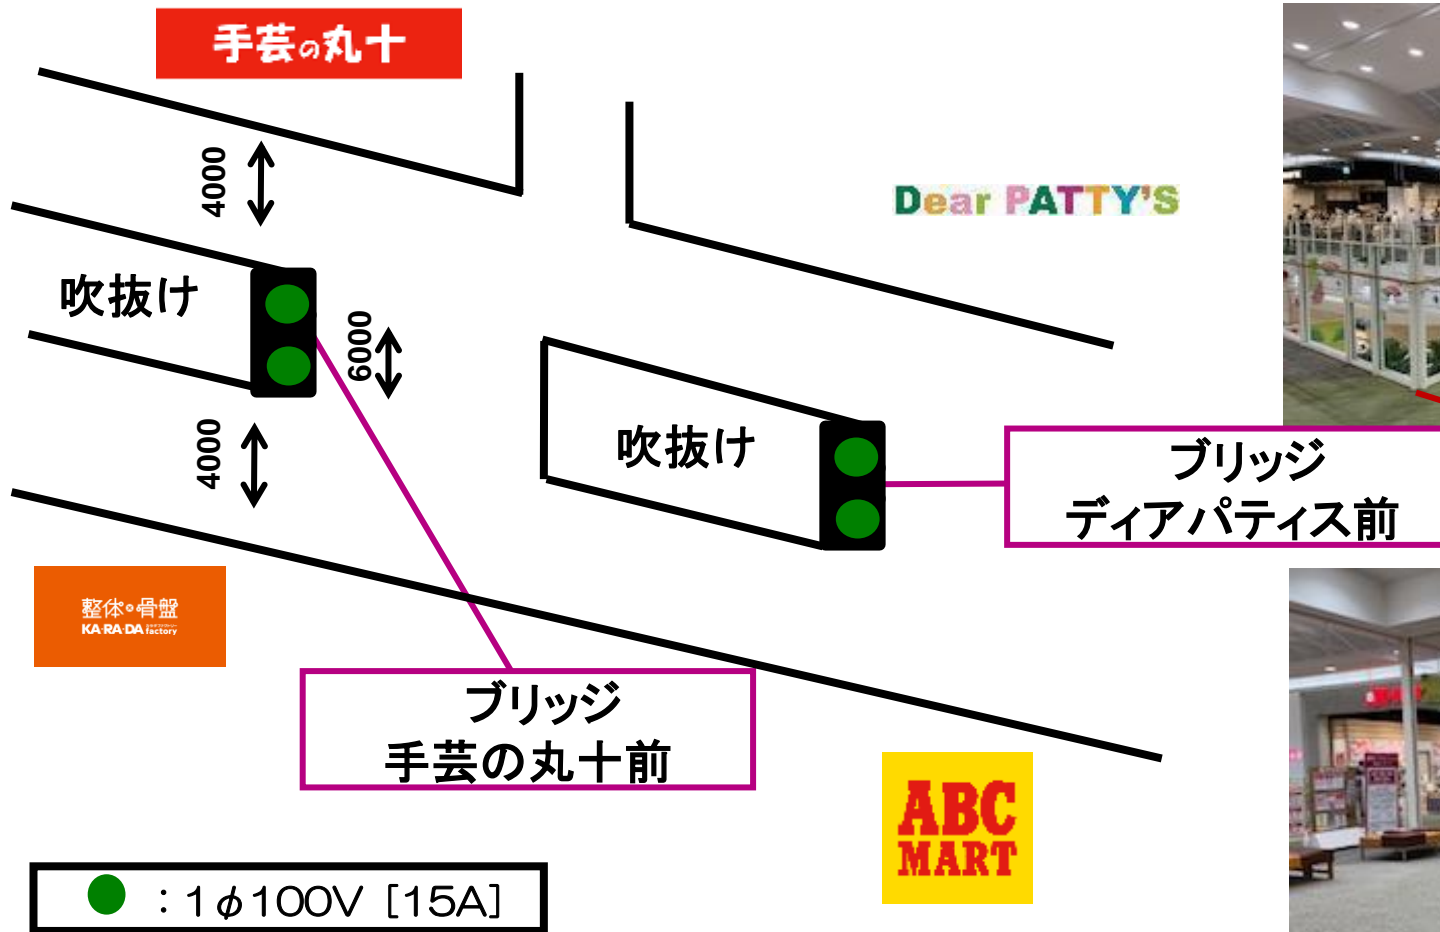 手芸の丸十
4000
Dear PATTY'S
吹抜け
6000
4000
吹抜け
ブリッジ
ディアパティス前
整体•骨盤
KA•RA•DA factory
ブリッジ
手芸の丸十前
ABC
MART
：1φ100V [15A]